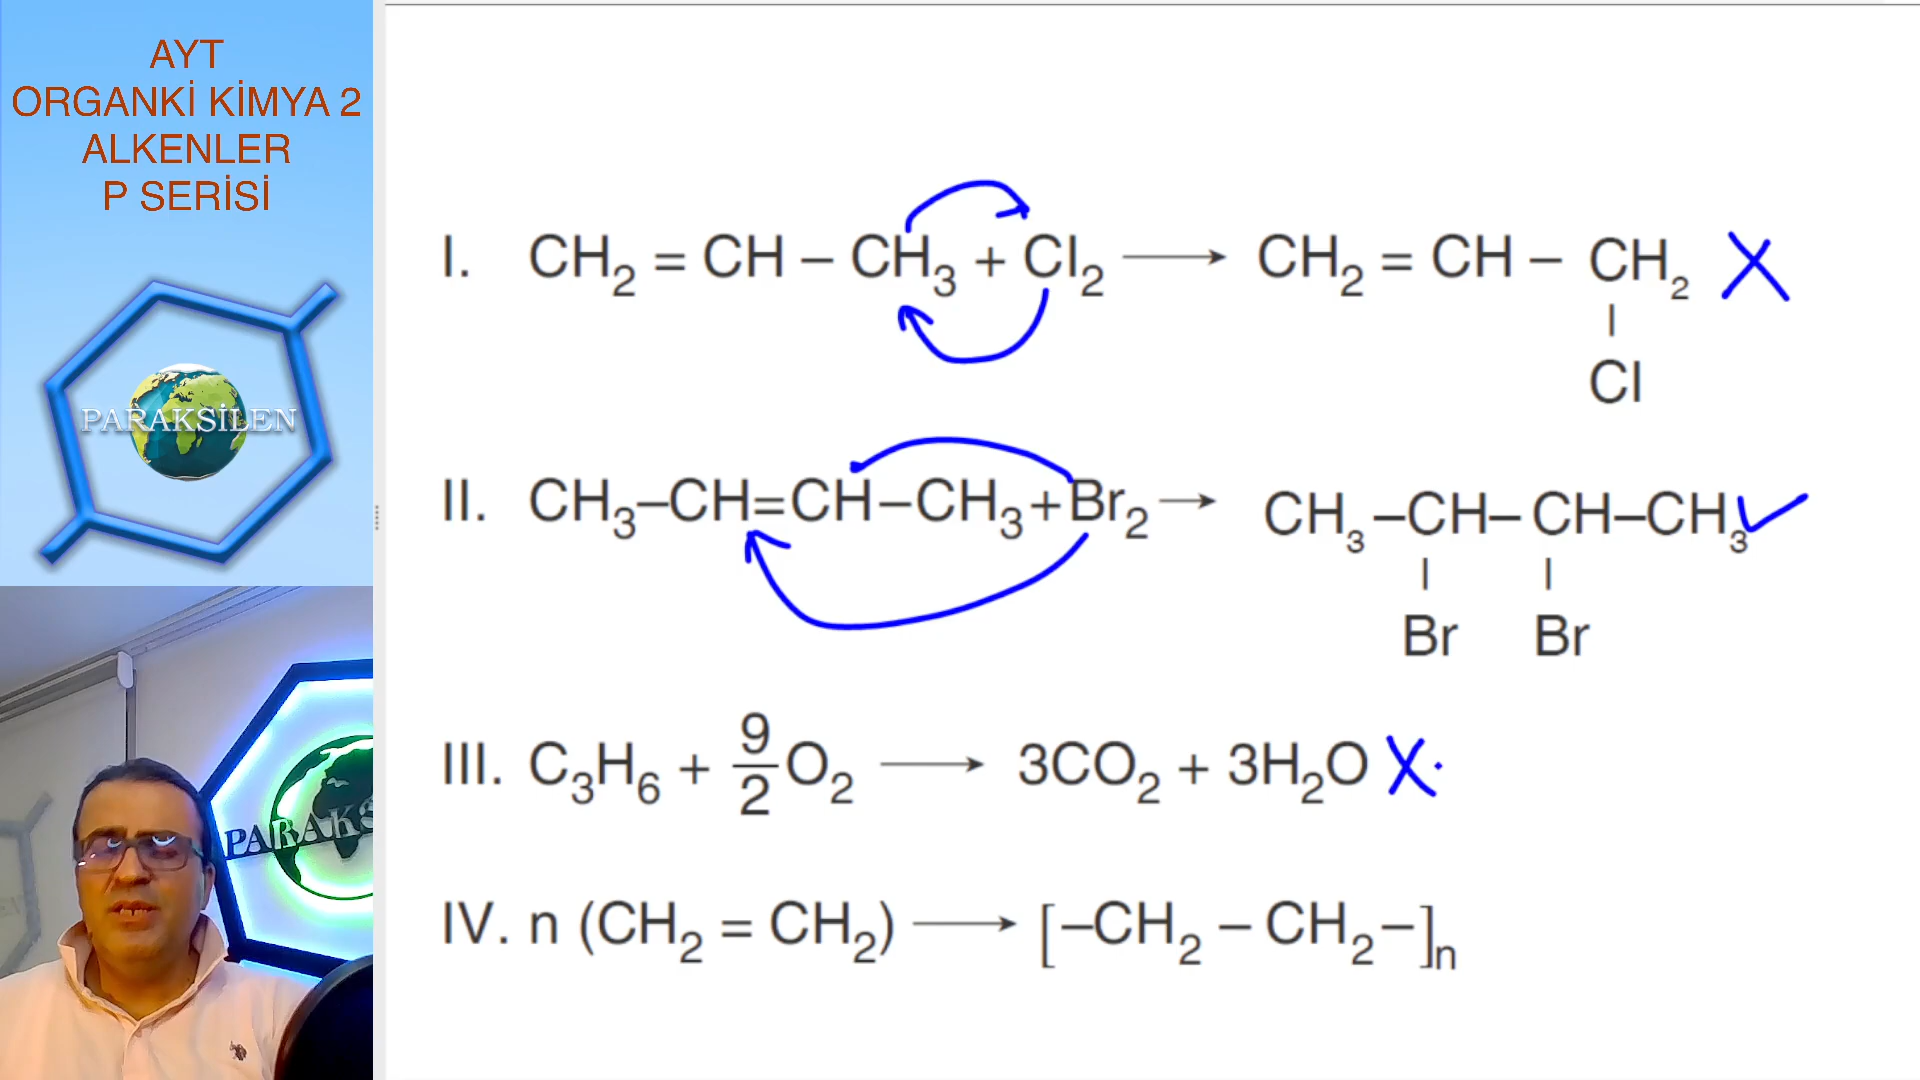 AYT
ORGANKİ KİMYA 2
ALKENLER
P SERİSİ
PARAKSİLEN
PARAKS
I. CH₂ = CH – CH₃ + Cl₂ ⟶ CH₂ = CH – CH₂ X
|
Cl
II. CH₃–CH=CH–CH₃+Br₂ ⟶ CH₃–CH–CH–CH₃ ✓
| |
Br Br
III. C₃H₆ + 9/2 O₂ ⟶ 3CO₂ + 3H₂O X
IV. n (CH₂ = CH₂) ⟶ [–CH₂ – CH₂–]ₙ